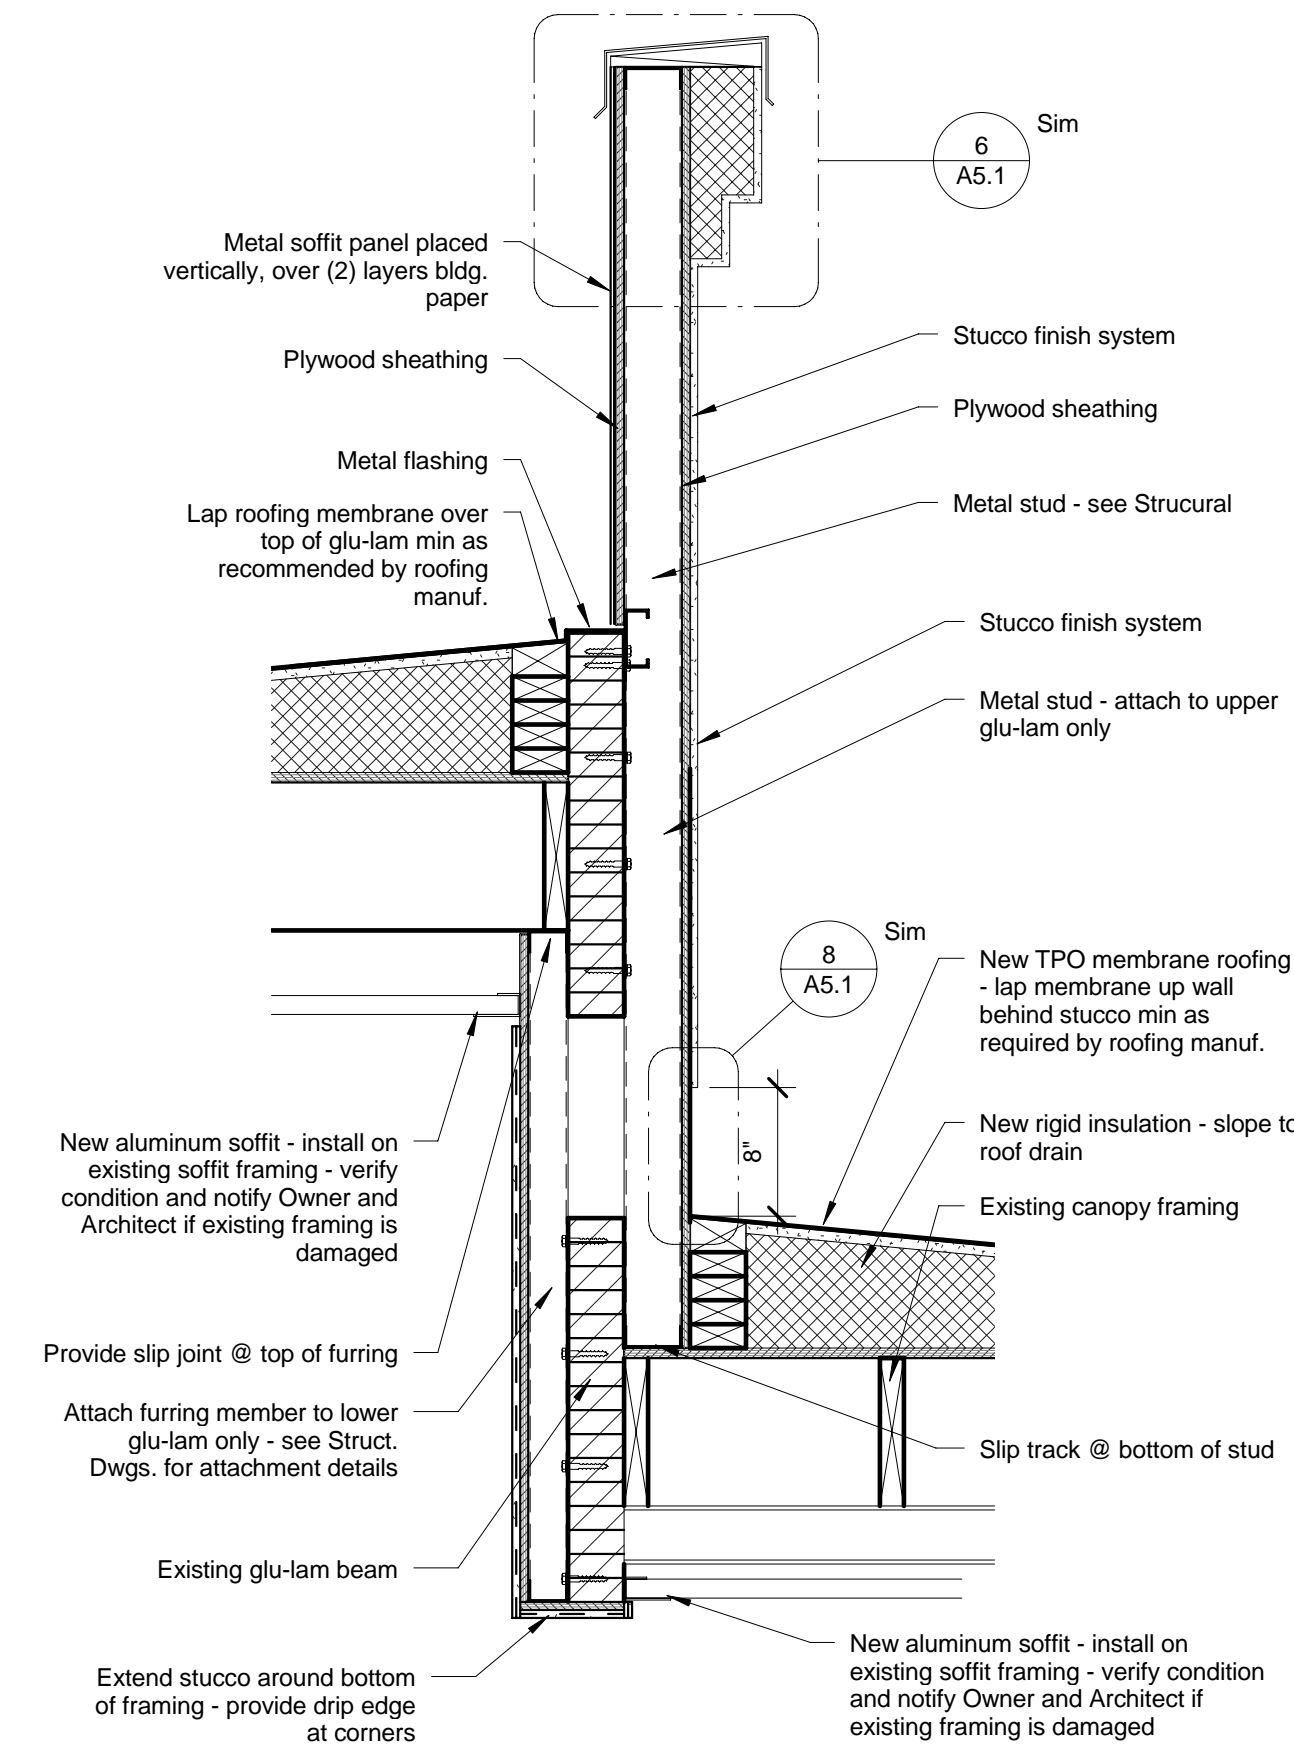 Sim
6
A5.1
Metal soffit panel placed
vertically, over (2) layers bldg.
paper
Plywood sheathing
Metal flashing
Lap roofing membrane over
top of glu-lam min as
recommended by roofing
manuf.
Stucco finish system
Plywood sheathing
Metal stud - see Strucural
Stucco finish system
Metal stud - attach to upper
glu-lam only
Sim
8
A5.1
New TPO membrane roofing
- lap membrane up wall
behind stucco min as
required by roofing manuf.
8"
New rigid insulation - slope to
roof drain
Existing canopy framing
New aluminum soffit - install on
existing soffit framing - verify
condition and notify Owner and
Architect if existing framing is
damaged
Provide slip joint @ top of furring
Attach furring member to lower
glu-lam only - see Struct.
Dwgs. for attachment details
Slip track @ bottom of stud
Existing glu-lam beam
Extend stucco around bottom
of framing - provide drip edge
at corners
New aluminum soffit - install on
existing soffit framing - verify condition
and notify Owner and Architect if
existing framing is damaged